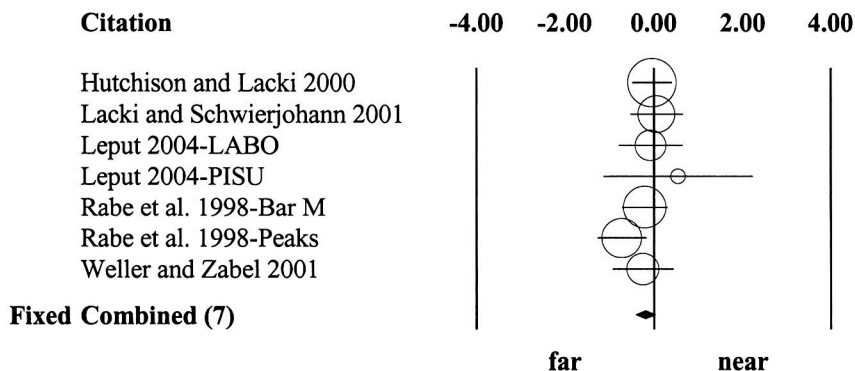 Citation -4.00 -2.00 0.00 2.00 4.00
Hutchison and Lacki 2000
Lacki and Schwierjohann 2001
Leput 2004-LABO
Leput 2004-PISU
Rabe et al. 1998-Bar M
Rabe et al. 1998-Peaks
Weller and Zabel 2001
Fixed Combined (7)
far near